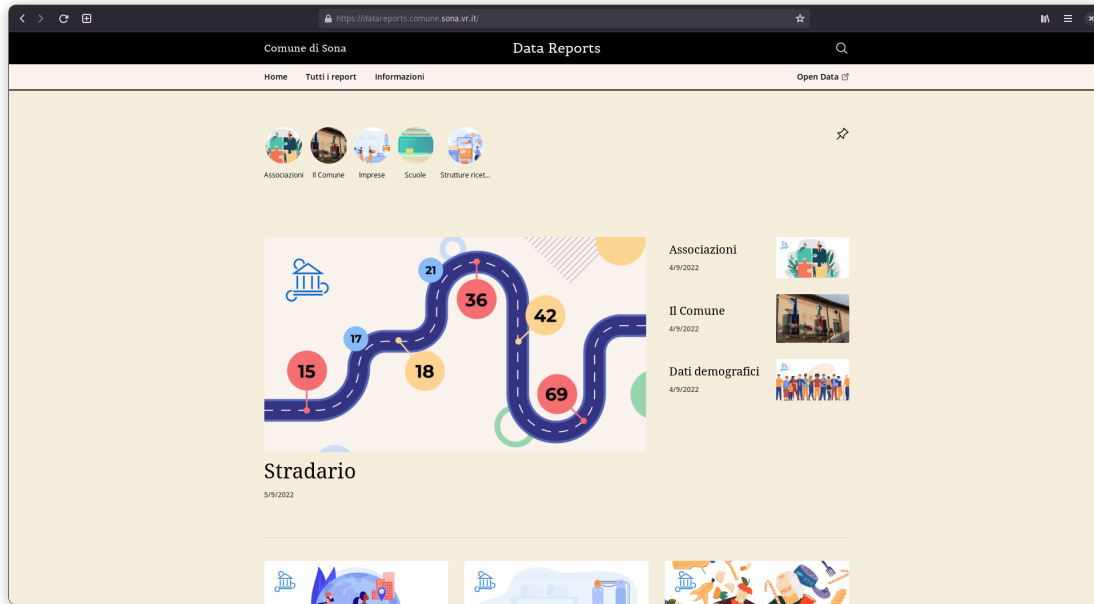 https://datareports.comune.sona.vr.it/
Comune di Sona
Data Reports
Home
Tutti i report
Informazioni
Open Data
Associazioni
Il Comune
Imprese
Scuole
Strutture ricet...
15
17
18
21
36
42
69
Stradario
5/9/2022
Associazioni
4/9/2022
Il Comune
4/9/2022
Dati demografici
4/9/2022